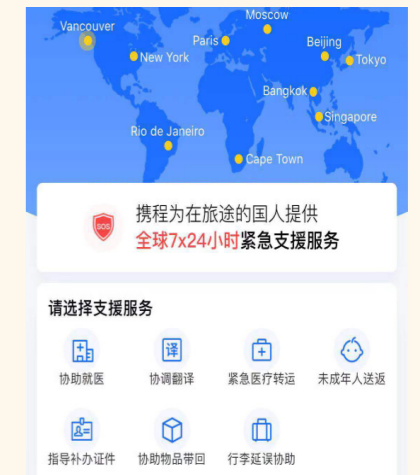 Moscow
Vancouver
Paris
Beijing
New York
Tokyo
Bangkok
Singapore
Rio de Janeiro
Cape Town
SOS
携程为在旅途的国人提供
全球7x24小时紧急支援服务
请选择支援服务
协助就医
协调翻译
紧急医疗转运
未成年人送返
指导补办证件
协助物品带回
行李延误协助